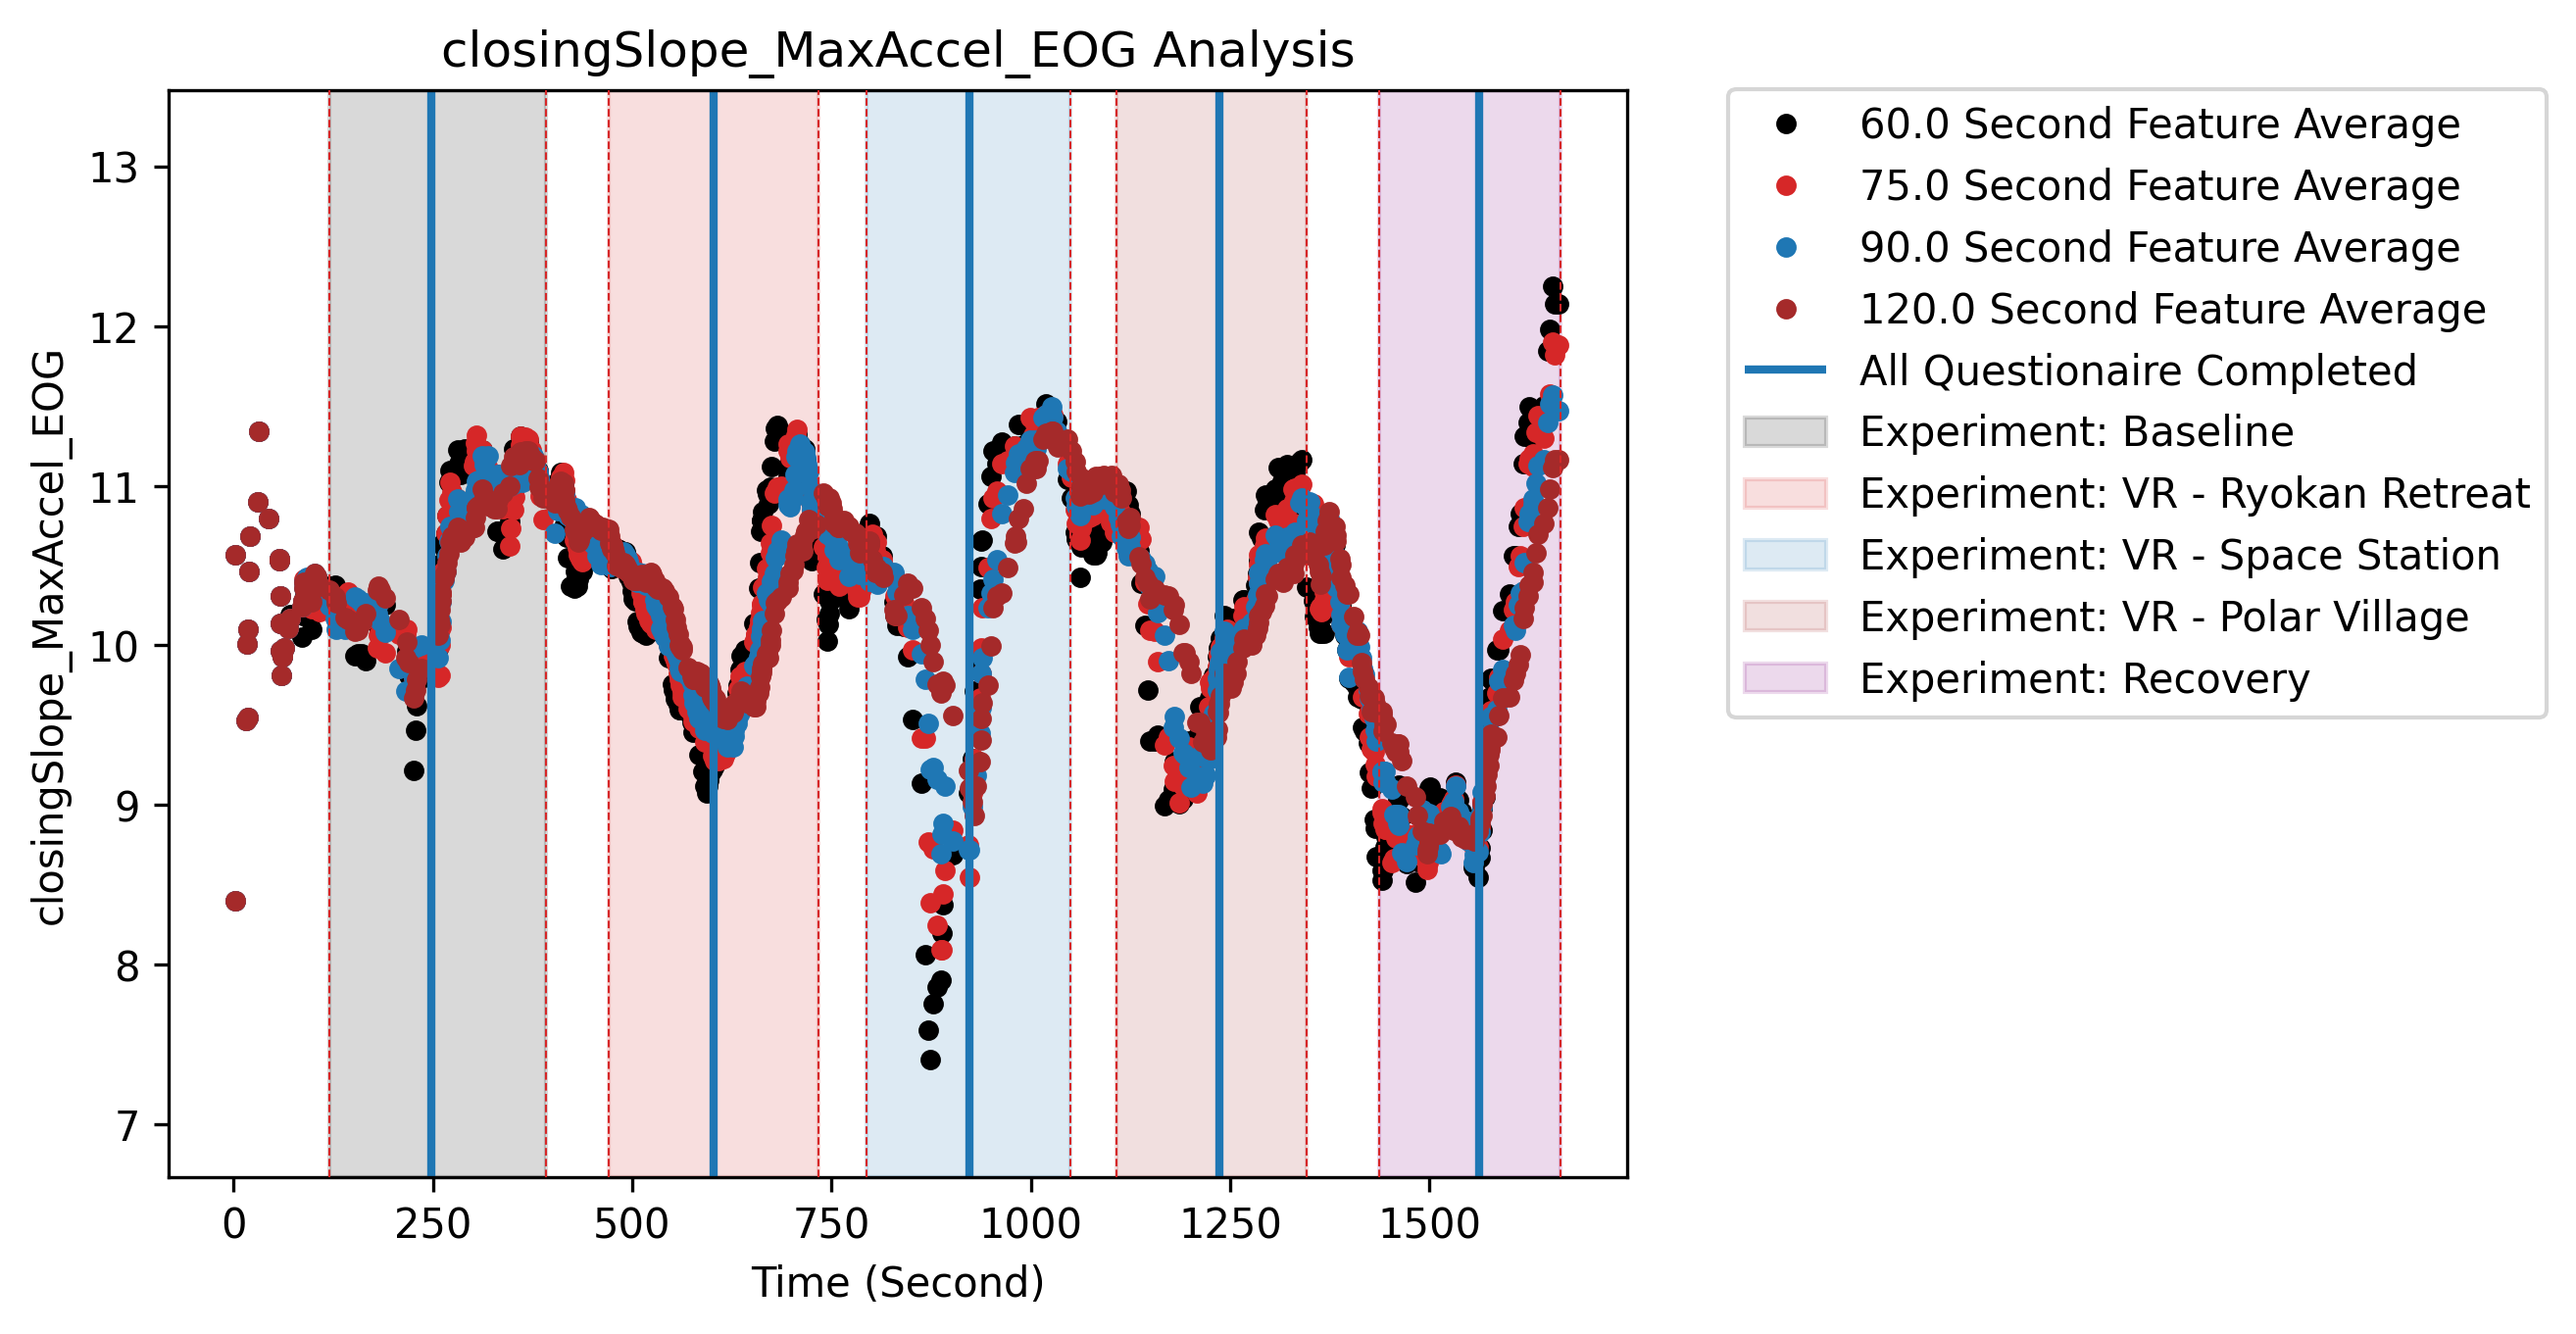 closingSlope_MaxAccel_EOG Analysis
closingSlope_MaxAccel_EOG
13
12
11
10
9
8
7
0
250
500
750
1000
1250
1500
Time (Second)
60.0 Second Feature Average
75.0 Second Feature Average
90.0 Second Feature Average
120.0 Second Feature Average
All Questionaire Completed
Experiment: Baseline
Experiment: VR - Ryokan Retreat
Experiment: VR - Space Station
Experiment: VR - Polar Village
Experiment: Recovery